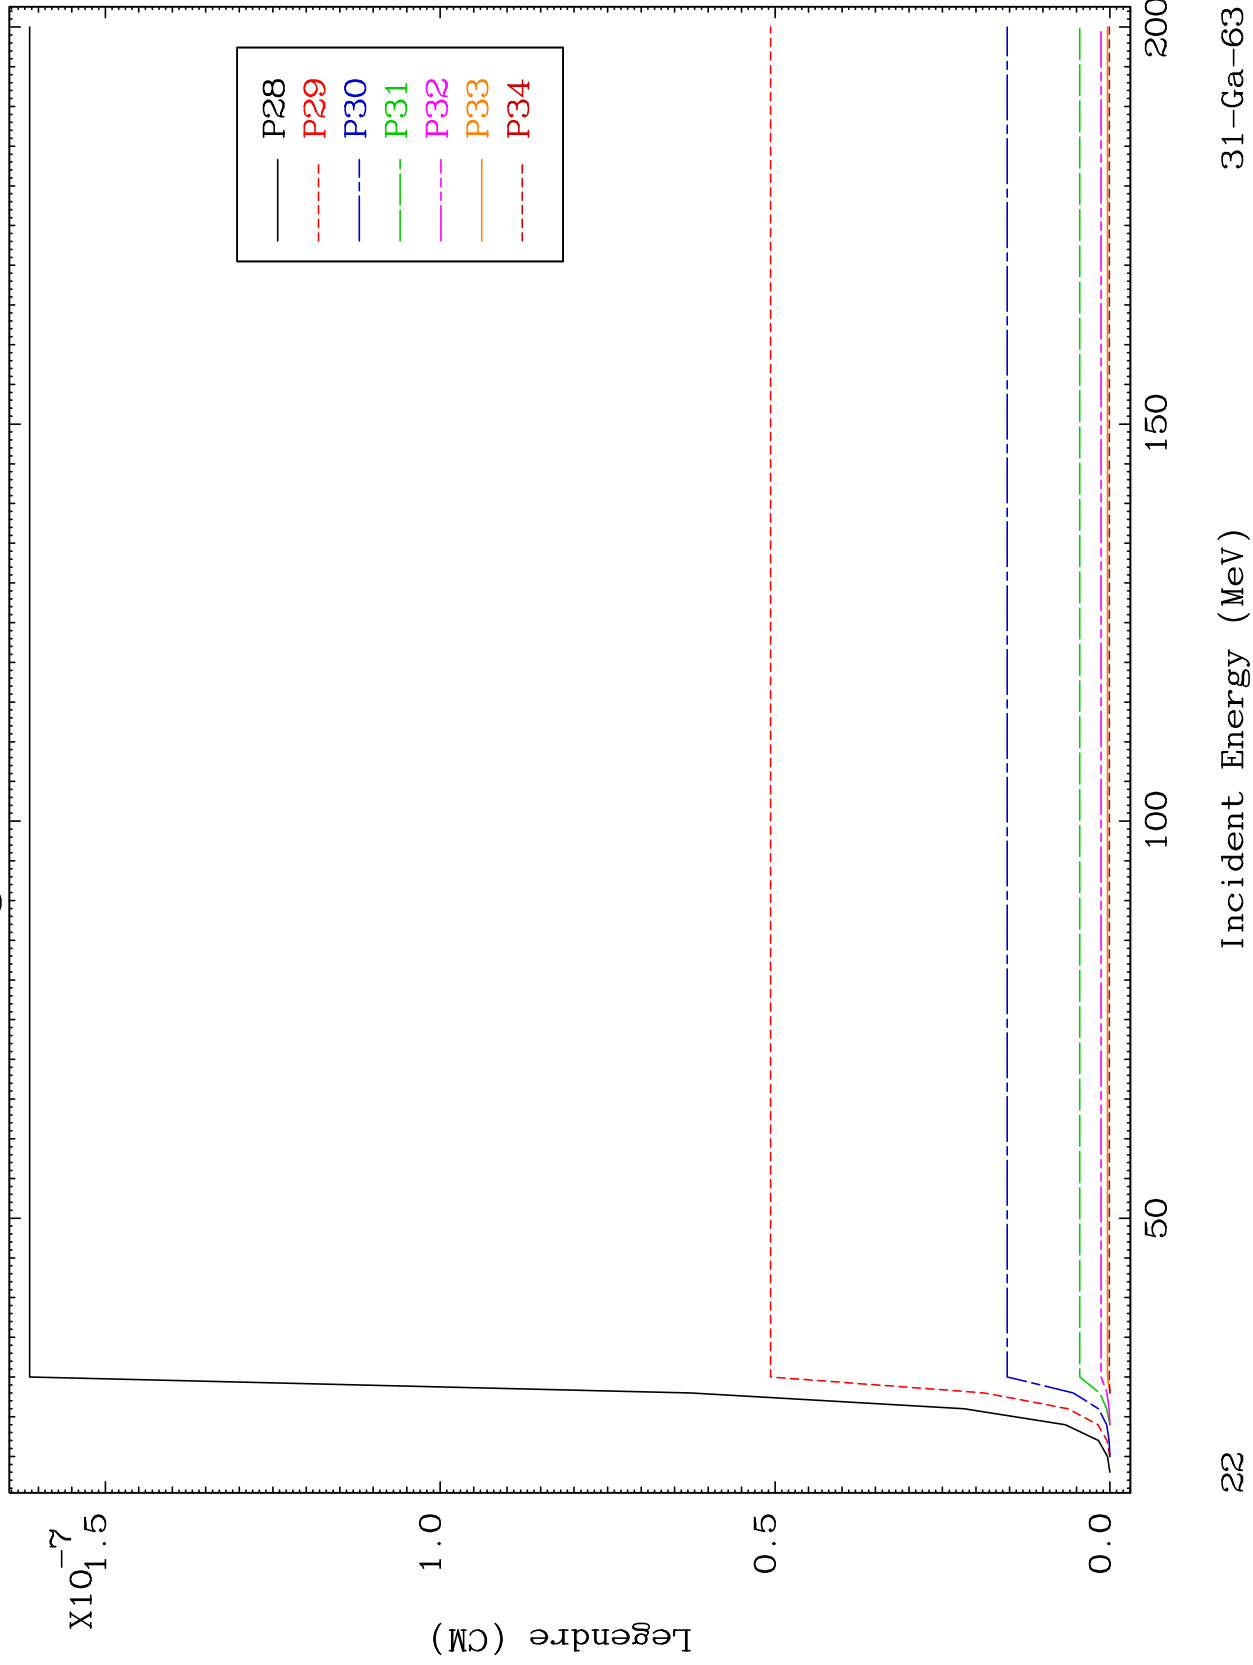 X10-7
1.5
1.0
0.5
0.0
Legendre (CM)
P28
P29
P30
P31
P32
P33
P34
50
100
150
200
Incident Energy (MeV)
22
31-Ga-63